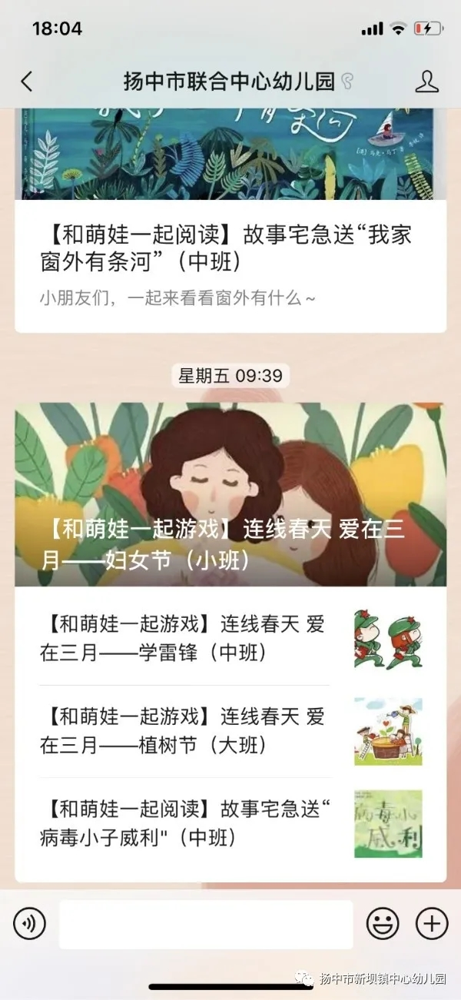 18:04
扬中市联合中心幼儿园
【和萌娃一起阅读】故事宅急送“我家
窗外有条河”（中班）
小朋友们，一起来看看窗外有什么～
星期五 09:39
【和萌娃一起游戏】连线春天 爱在三
月——妇女节（小班）
【和萌娃一起游戏】连线春天 爱
在三月——学雷锋（中班）
【和萌娃一起游戏】连线春天 爱
在三月——植树节（大班）
【和萌娃一起阅读】故事宅急送“
病毒小子威利"（中班）
病毒小
威利
扬中市新坝镇中心幼儿园